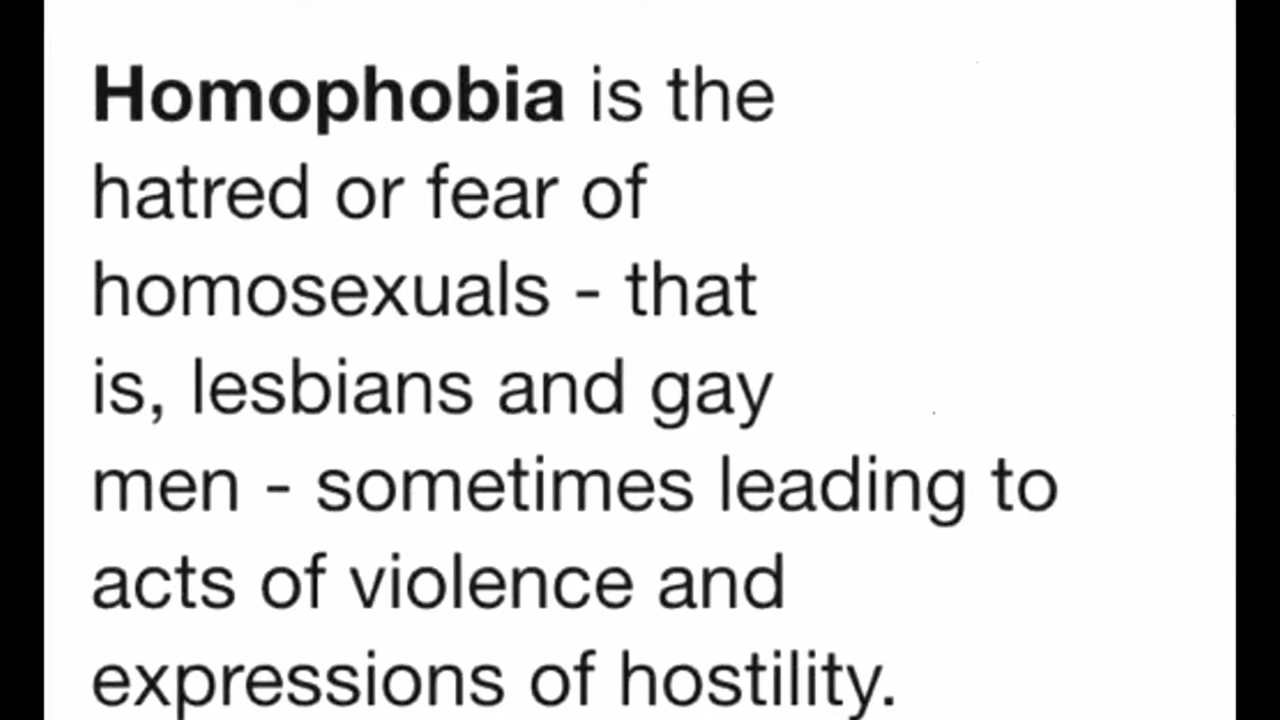 Homophobia is the
hatred or fear of
homosexuals - that
is, lesbians and gay
men - sometimes leading to
acts of violence and
expressions of hostility.